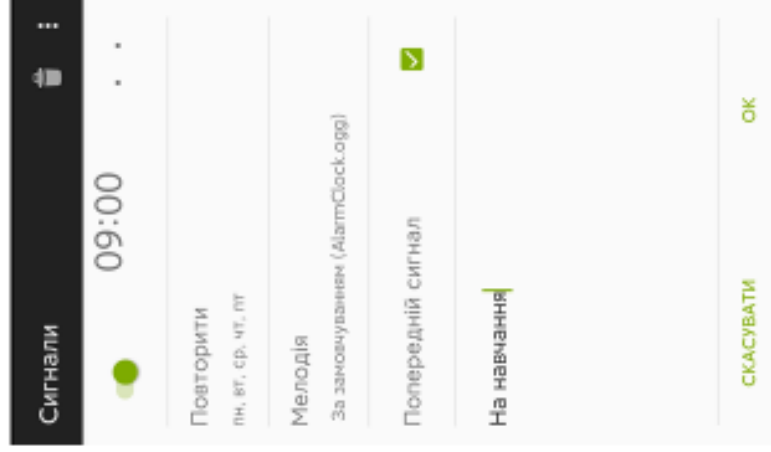 Сигнали
09:00
Повторити
пн, вт, ср, чт, пт
Мелодія
За замовчуванням (AlarmClock.ogg)
Попередній сигнал
На навчання
СКАСУВАТИ
ОК